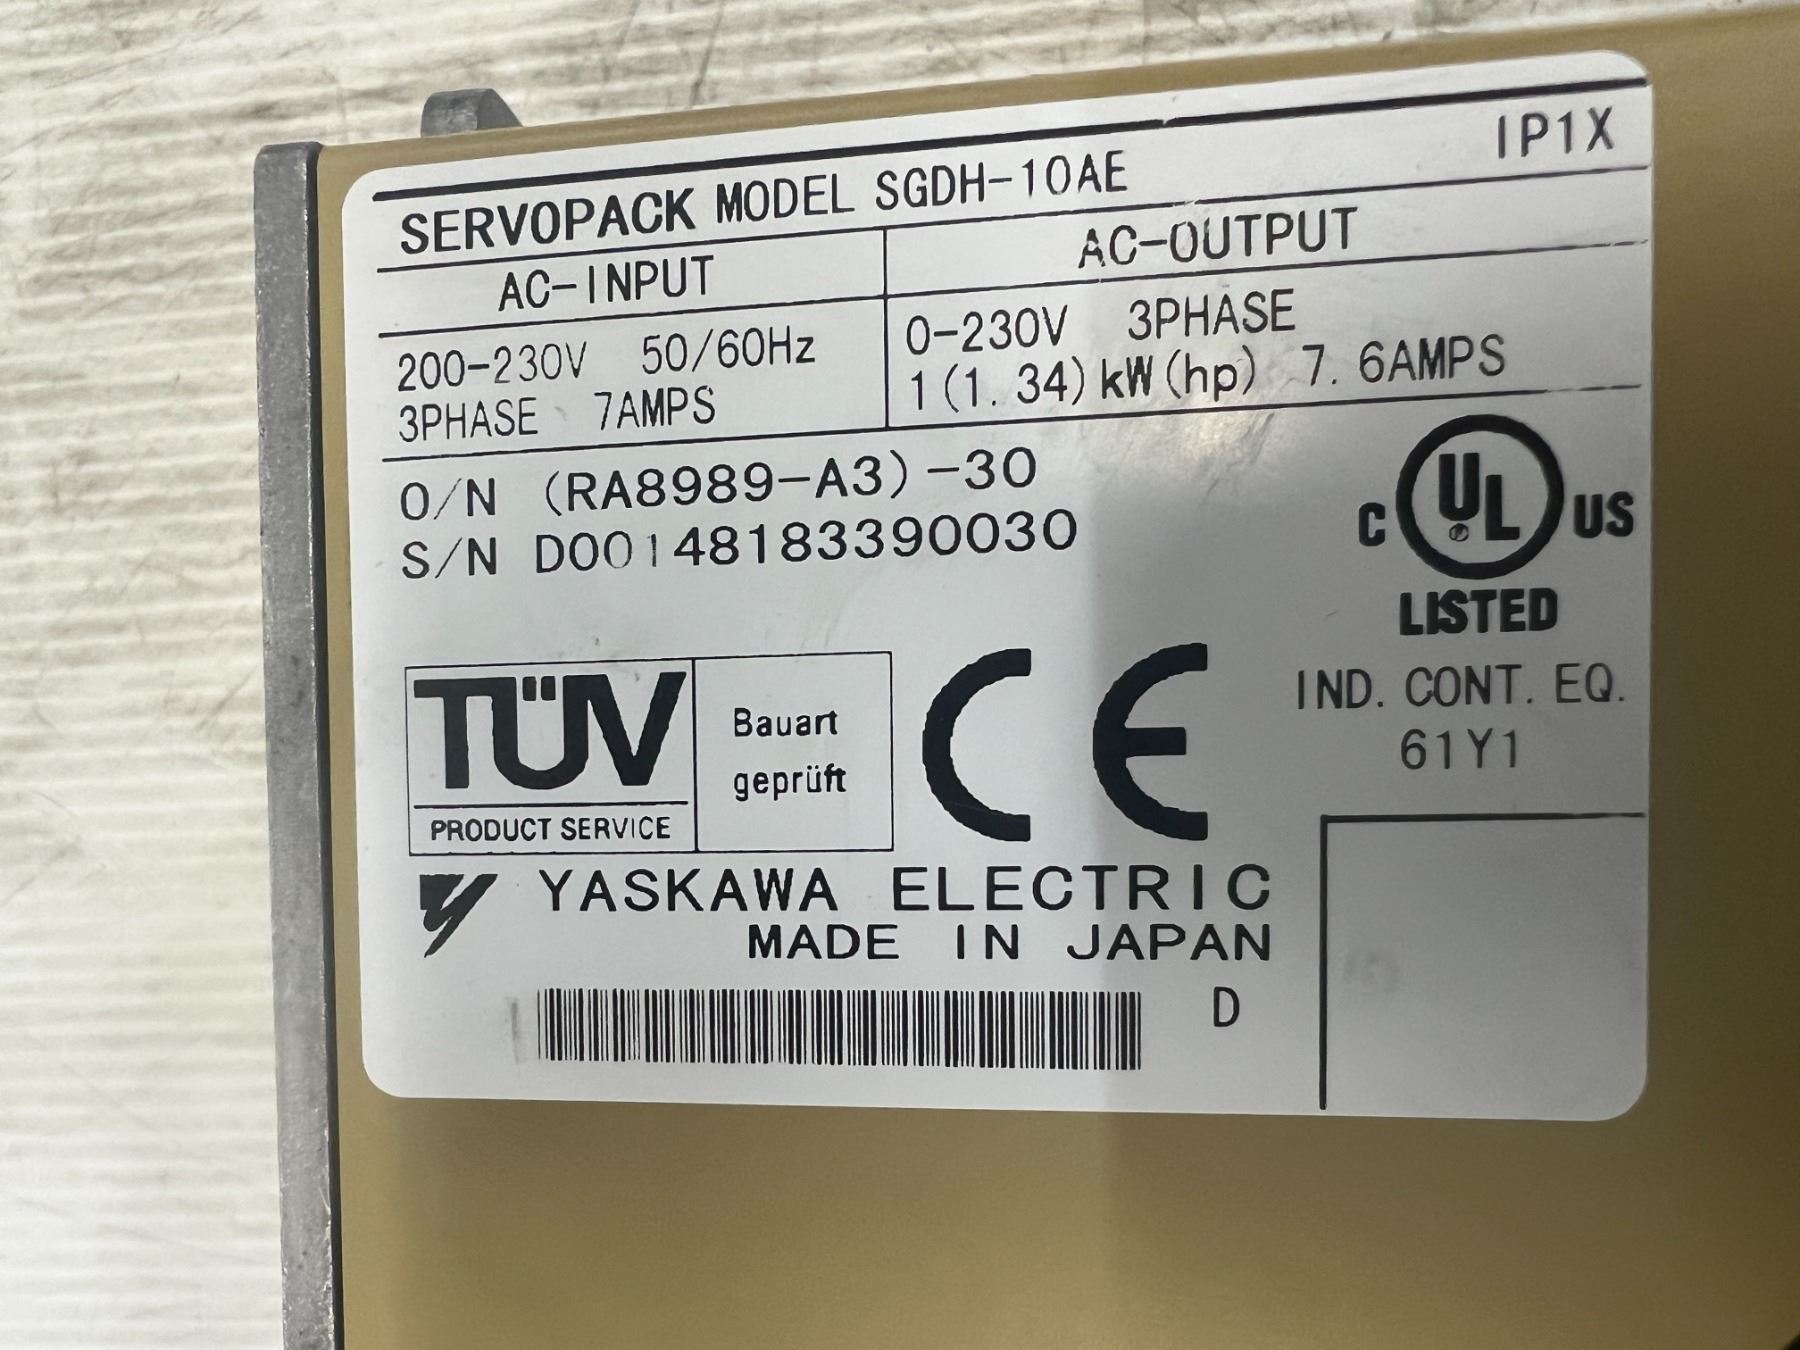 SERVOPACK MODEL SGDH-10AE IP1X
AC-INPUT AC-OUTPUT
200-230V 50/60Hz
3PHASE 7AMPS
0-230V 3PHASE
1(1.34)kW(hp) 7.6AMPS
O/N (RA8989-A3)-30
S/N D00148183390030
C UL US
LISTED
IND. CONT. EQ.
61Y1
TÜV
PRODUCT SERVICE
Bauart
geprüft
CE
YASKAWA ELECTRIC
MADE IN JAPAN
D